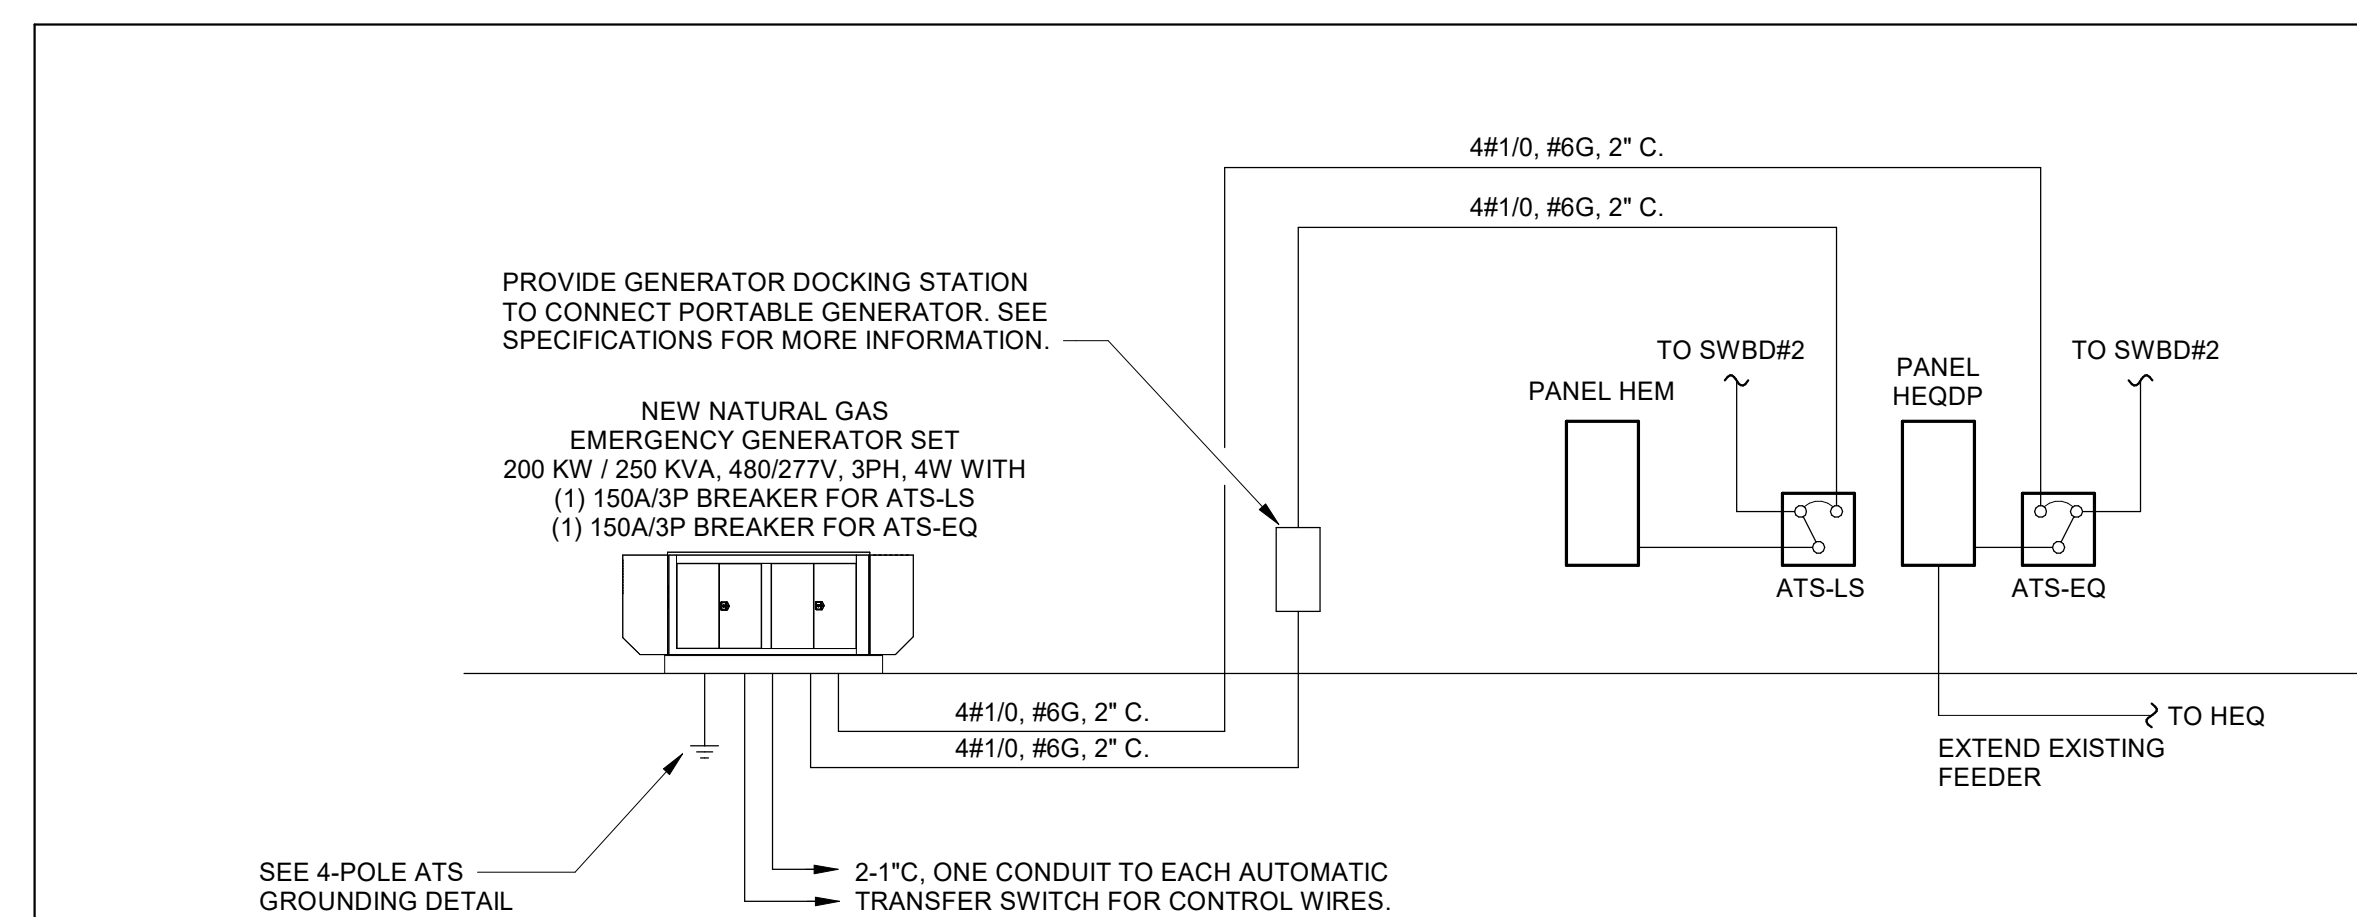 4#1/0, #6G, 2" C.
4#1/0, #6G, 2" C.
PROVIDE GENERATOR DOCKING STATION
TO CONNECT PORTABLE GENERATOR. SEE
SPECIFICATIONS FOR MORE INFORMATION.
NEW NATURAL GAS
EMERGENCY GENERATOR SET
200 KW / 250 KVA, 480/277V, 3PH, 4W WITH
(1) 150A/3P BREAKER FOR ATS-LS
(1) 150A/3P BREAKER FOR ATS-EQ
PANEL HEM
TO SWBD#2
PANEL
HEQDP
TO SWBD#2
ATS-LS
ATS-EQ
4#1/0, #6G, 2" C.
4#1/0, #6G, 2" C.
TO HEQ
EXTEND EXISTING
FEEDER
SEE 4-POLE ATS
GROUNDING DETAIL
2-1"C, ONE CONDUIT TO EACH AUTOMATIC
TRANSFER SWITCH FOR CONTROL WIRES.